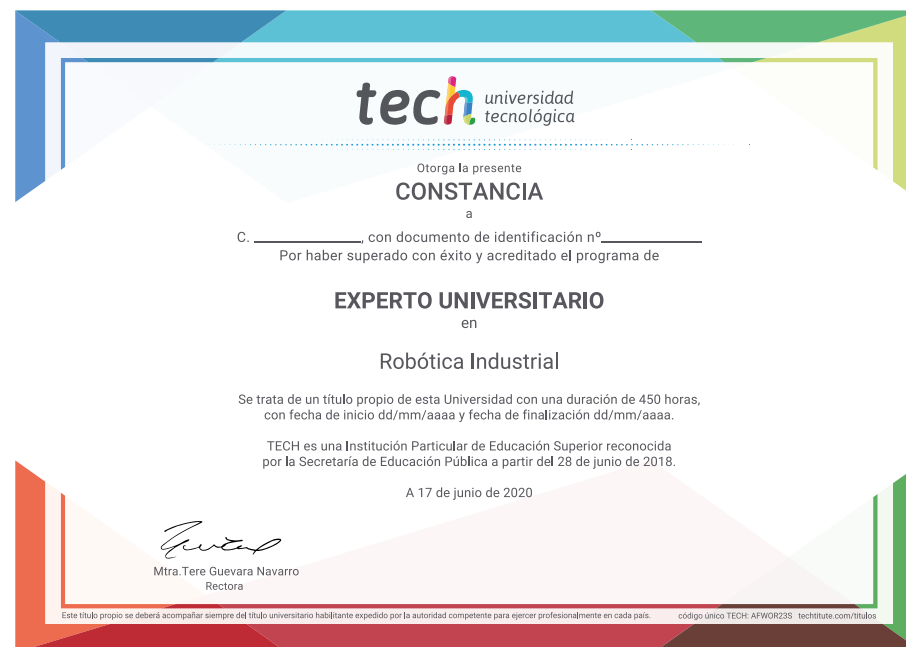 tech universidad
tecnológica
Otorga la presente
CONSTANCIA
a
C. ____________, con documento de identificación nº____________
Por haber superado con éxito y acreditado el programa de
EXPERTO UNIVERSITARIO
en
Robótica Industrial
Se trata de un título propio de esta Universidad con una duración de 450 horas,
con fecha de inicio dd/mm/aaaa y fecha de finalización dd/mm/aaaa.
TECH es una Institución Particular de Educación Superior reconocida
por la Secretaría de Educación Pública a partir del 28 de junio de 2018.
A 17 de junio de 2020
Mtra.Tere Guevara Navarro
Rectora
Este título propio se deberá acompañar siempre del título universitario habilitante expedido por la autoridad competente para ejercer profesionalmente en cada país. código único TECH: AFWOR23S techtitute.com/titulos